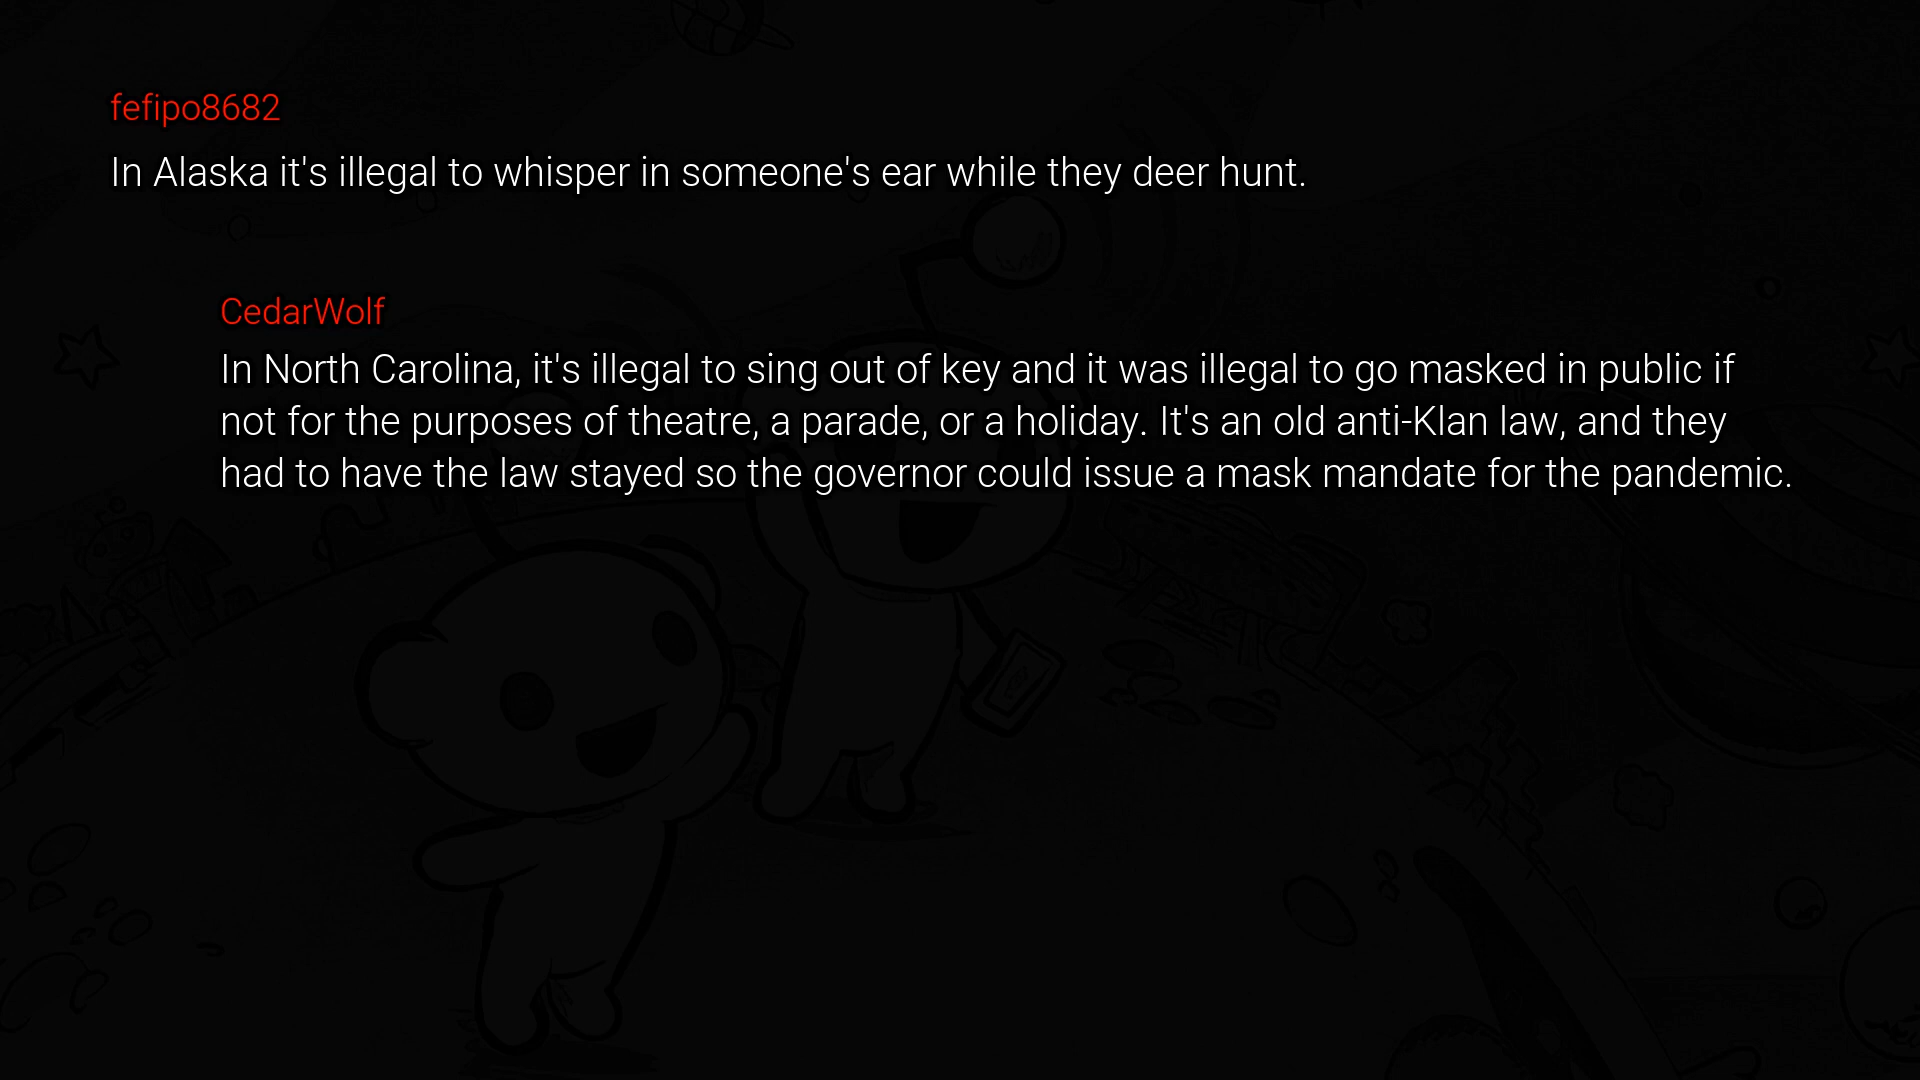 fefipo8682
In Alaska it's illegal to whisper in someone's ear while they deer hunt.
CedarWolf
In North Carolina, it's illegal to sing out of key and it was illegal to go masked in public if
not for the purposes of theatre, a parade, or a holiday. It's an old anti-Klan law, and they
had to have the law stayed so the governor could issue a mask mandate for the pandemic.